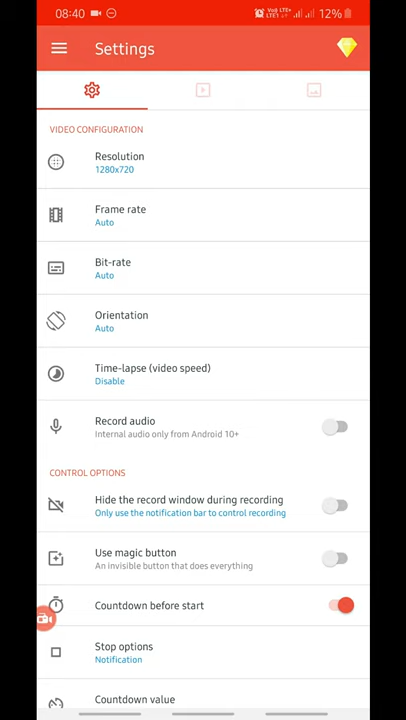 08:40 Vo) LTE+ LTE1 12%
Settings
VIDEO CONFIGURATION
Resolution
1280x720
Frame rate
Auto
Bit-rate
Auto
Orientation
Auto
Time-lapse (video speed)
Disable
Record audio
Internal audio only from Android 10+
CONTROL OPTIONS
Hide the record window during recording
Only use the notification bar to control recording
Use magic button
An invisible button that does everything
Countdown before start
Stop options
Notification
Countdown value